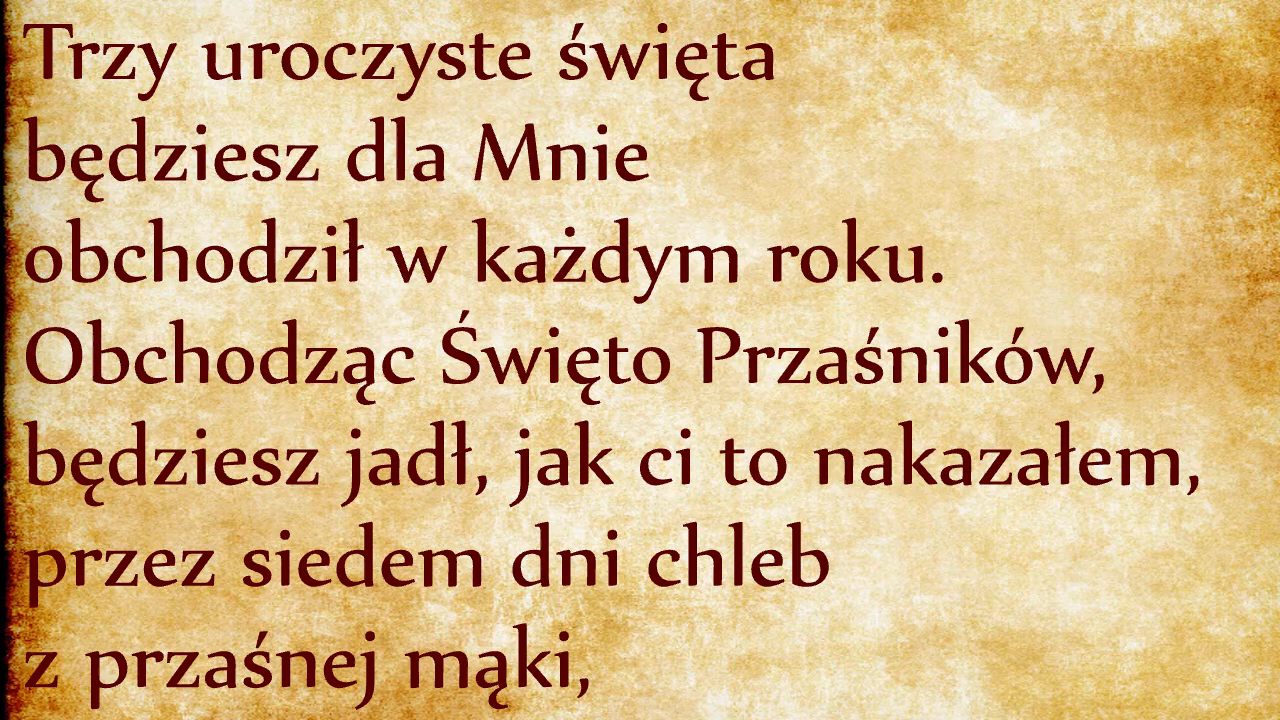 Trzy uroczyste święta
będziesz dla Mnie
obchodził w każdym roku.
Obchodząc Święto Przaśników,
będziesz jadł, jak ci to nakazałem,
przez siedem dni chleb
z przaśnej mąki,